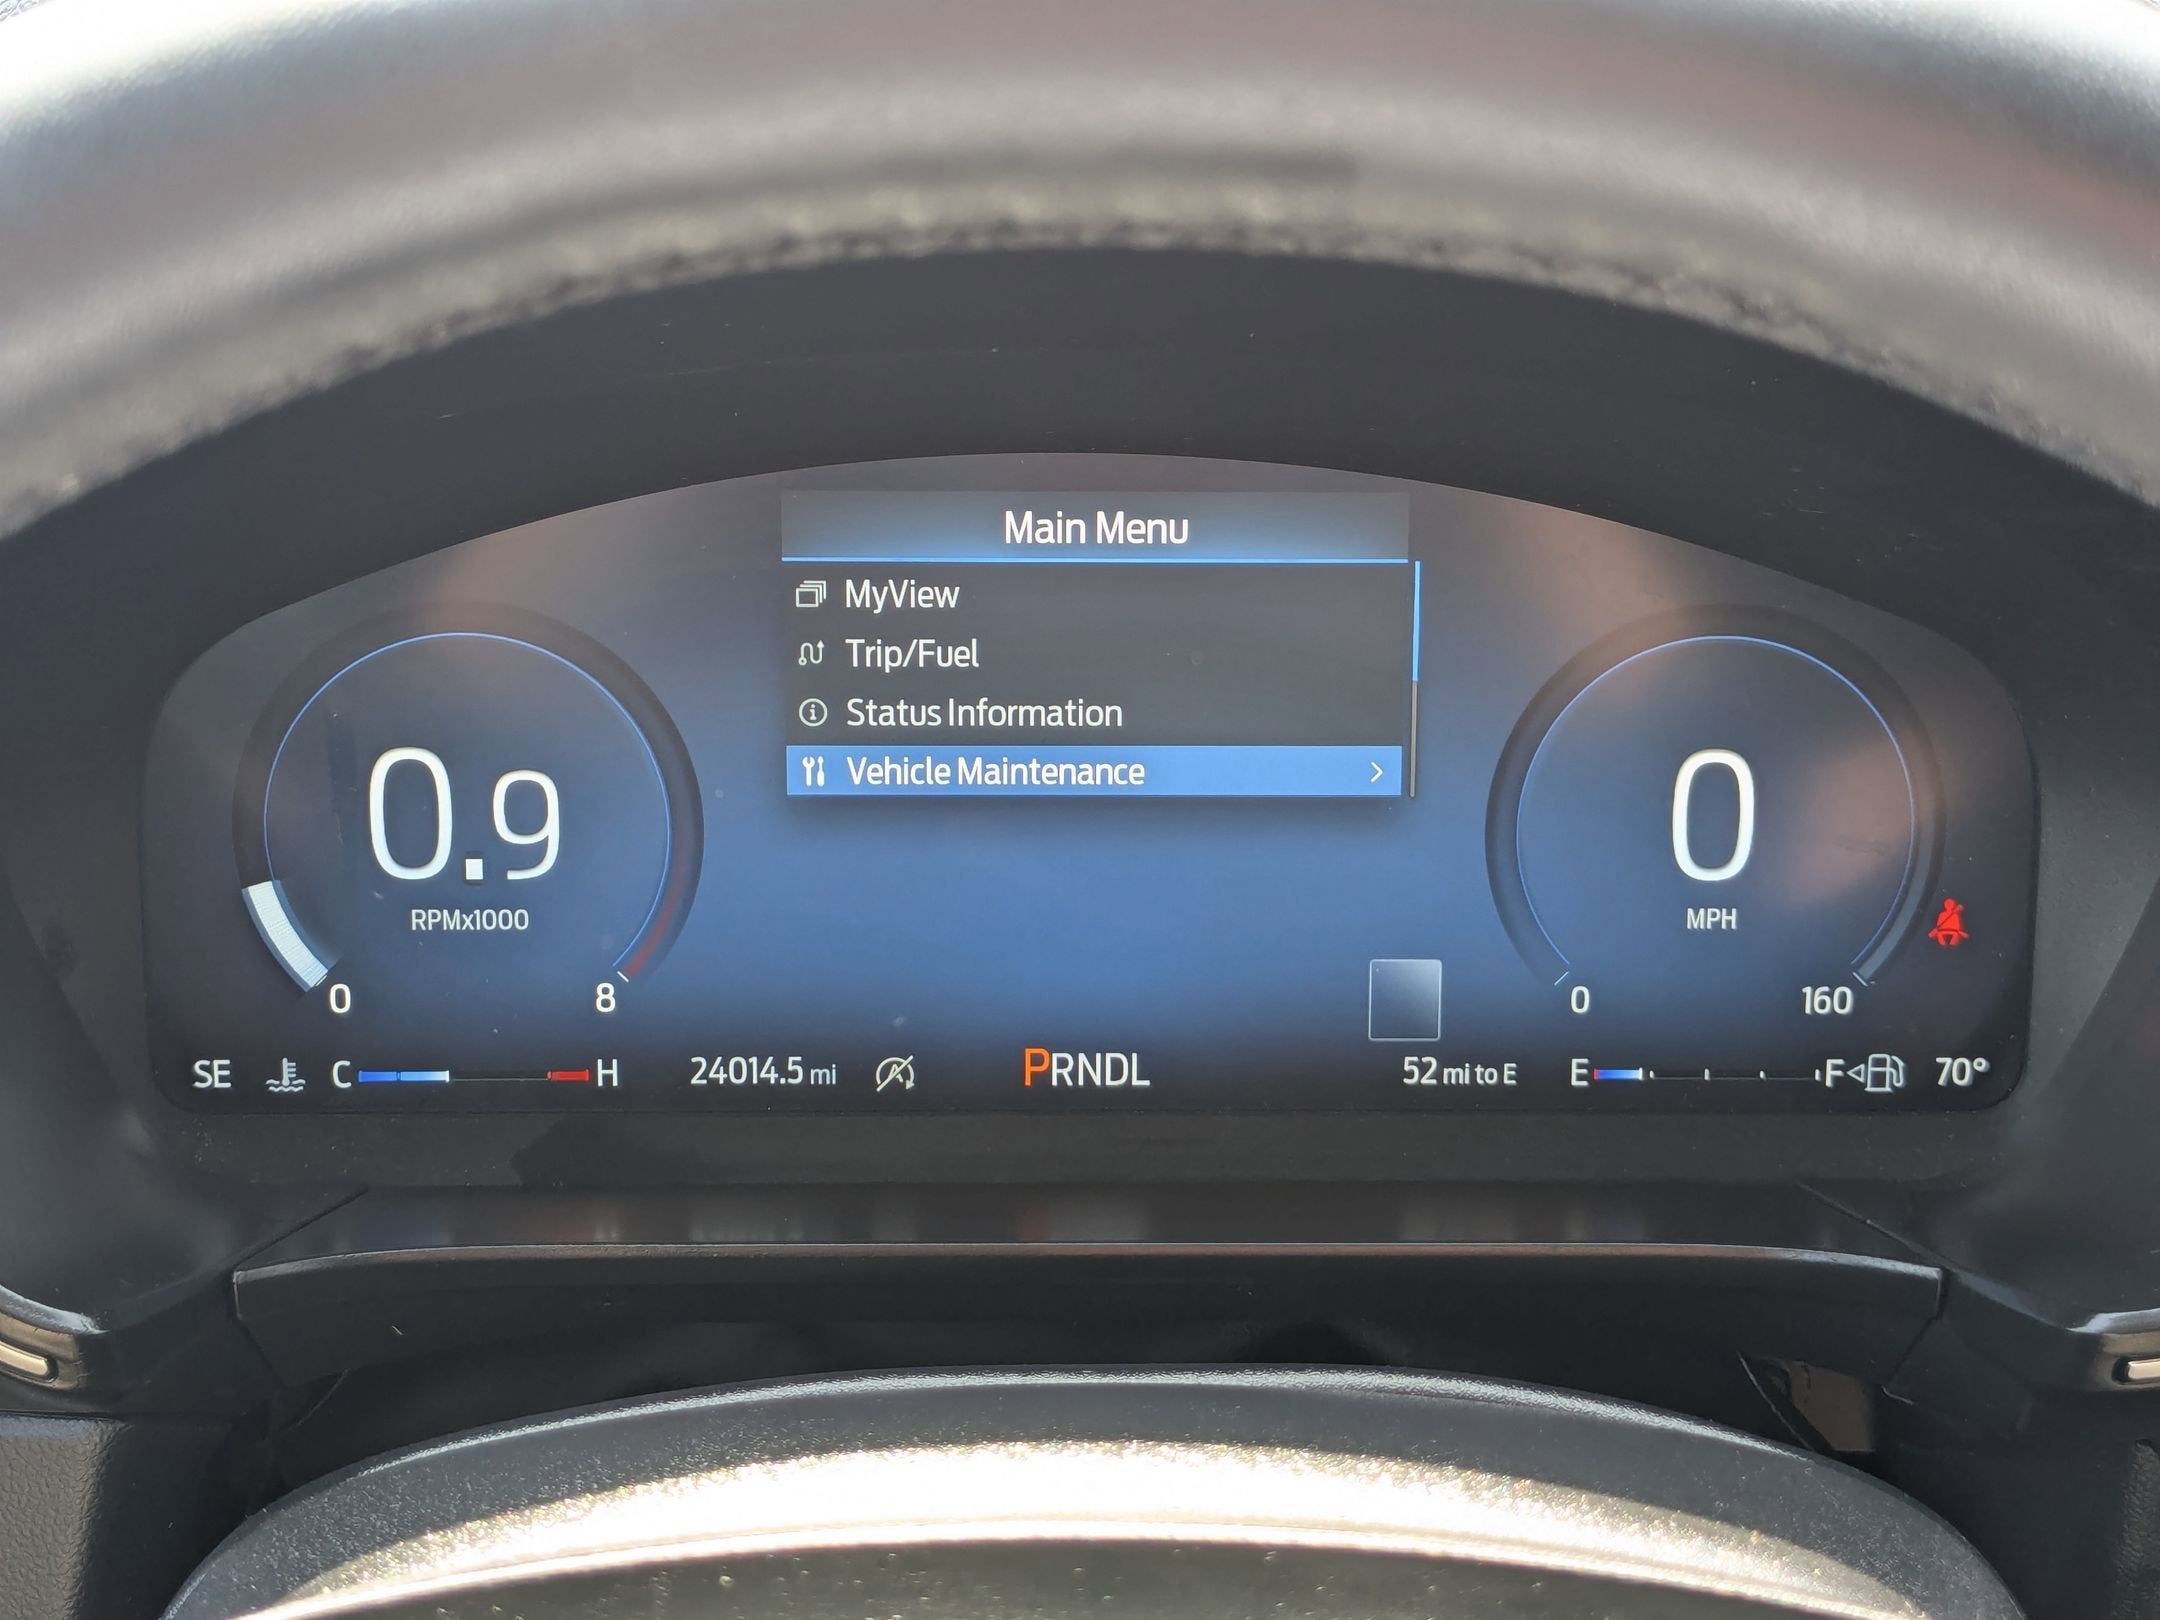 Main Menu
MyView
Trip/Fuel
Status Information
Vehicle Maintenance
0.9
RPMx1000
0 8
0
MPH
0 160
SE C H 24014.5 mi A PRNDL 52 mi to E E F 70°